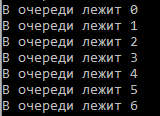 В очереди лежит 0
В очереди лежит 1
В очереди лежит 2
В очереди лежит 3
В очереди лежит 4
В очереди лежит 5
В очереди лежит 6